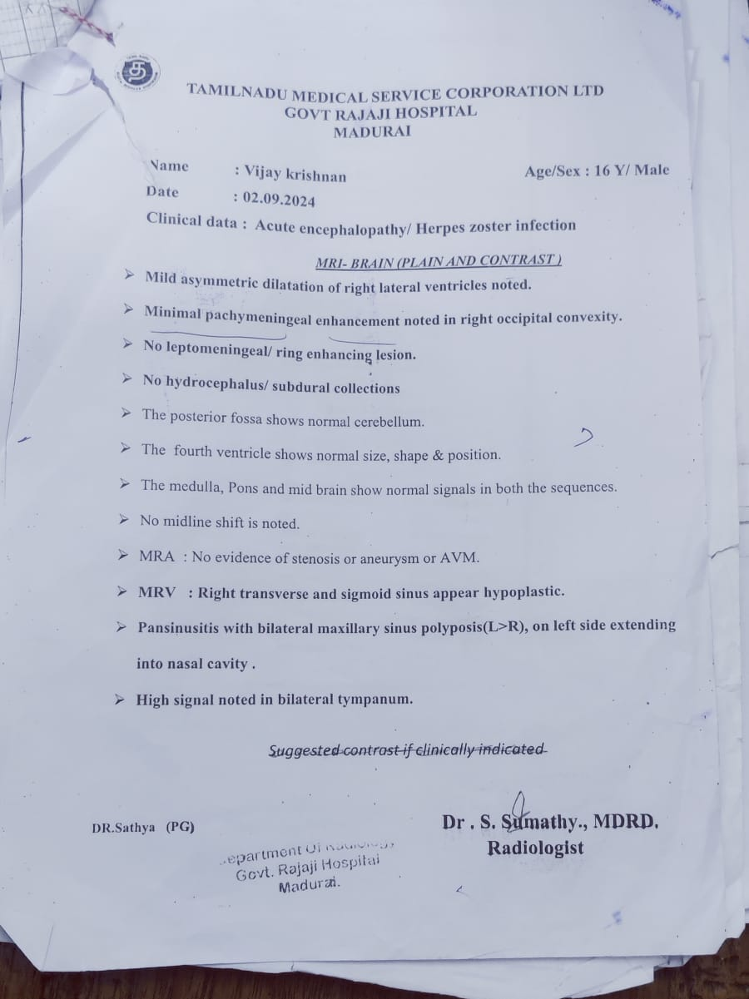 TAMILNADU MEDICAL SERVICE CORPORATION LTD
GOVT RAJAJI HOSPITAL
MADURAI
Name : Vijay krishnan Age/Sex : 16 Y/ Male
Date : 02.09.2024
Clinical data : Acute encephalopathy/ Herpes zoster infection
MRI- BRAIN (PLAIN AND CONTRAST )
➢ Mild asymmetric dilatation of right lateral ventricles noted.
➢ Minimal pachymeningeal enhancement noted in right occipital convexity.
➢ No leptomeningeal/ ring enhancing lesion.
➢ No hydrocephalus/ subdural collections
➢ The posterior fossa shows normal cerebellum.
➢ The fourth ventricle shows normal size, shape & position.
➢ The medulla, Pons and mid brain show normal signals in both the sequences.
➢ No midline shift is noted.
➢ MRA : No evidence of stenosis or aneurysm or AVM.
➢ MRV : Right transverse and sigmoid sinus appear hypoplastic.
➢ Pansinusitis with bilateral maxillary sinus polyposis(L>R), on left side extending
into nasal cavity .
➢ High signal noted in bilateral tympanum.
Suggested contrast if clinically indicated
DR.Sathya (PG)
Dr . S. Sumathy., MDRD,
Radiologist
epartment Of
Govt. Rajaji Hospital
Madurai.